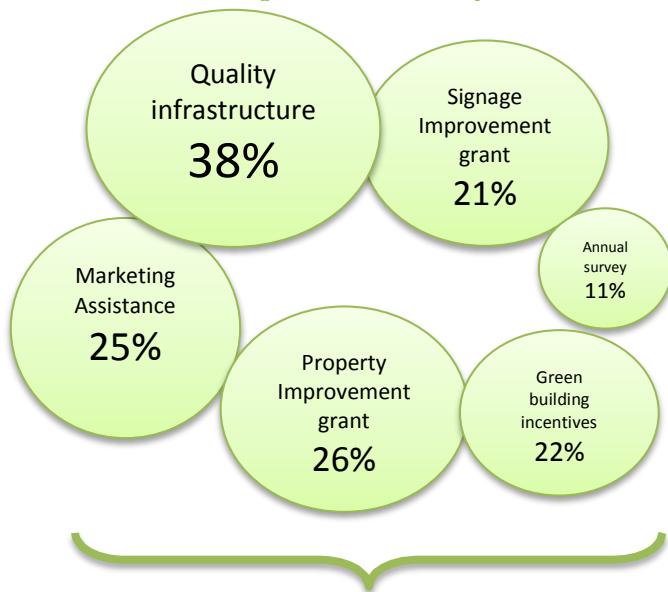 Quality
infrastructure
38%
Signage
Improvement
grant
21%
Annual
survey
11%
Marketing
Assistance
25%
Property
Improvement
grant
26%
Green
building
incentives
22%